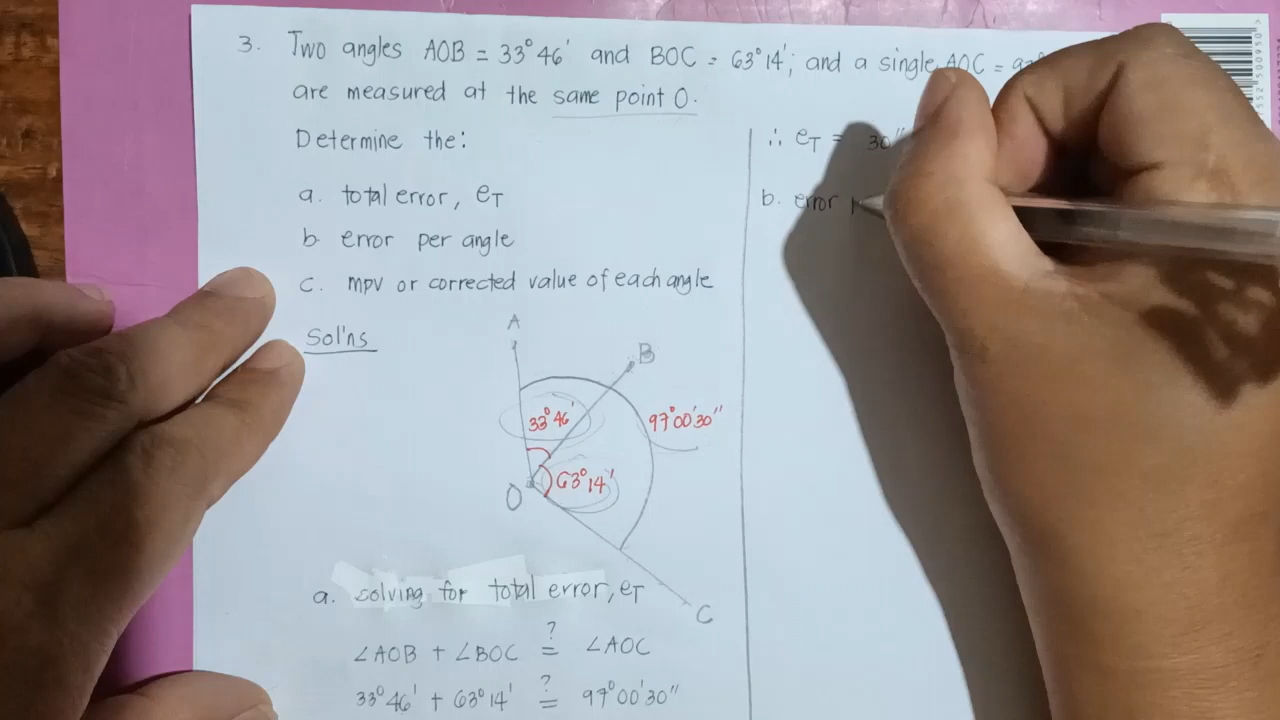 3. Two angles AOB = 33°46' and BOC = 63°14'; and a single AOC =
are measured at the same point O.
Determine the:
a. total error, eT
b. error per angle
c. mpv or corrected value of each angle
Sol'ns
A
B
33°46'
97°00'30"
63°14'
O
C
a. solving for total error, eT
∠AOB + ∠BOC ≟ ∠AOC
33°46' + 63°14' ≟ 97°00'30"
∴ eT = 30"
b. error